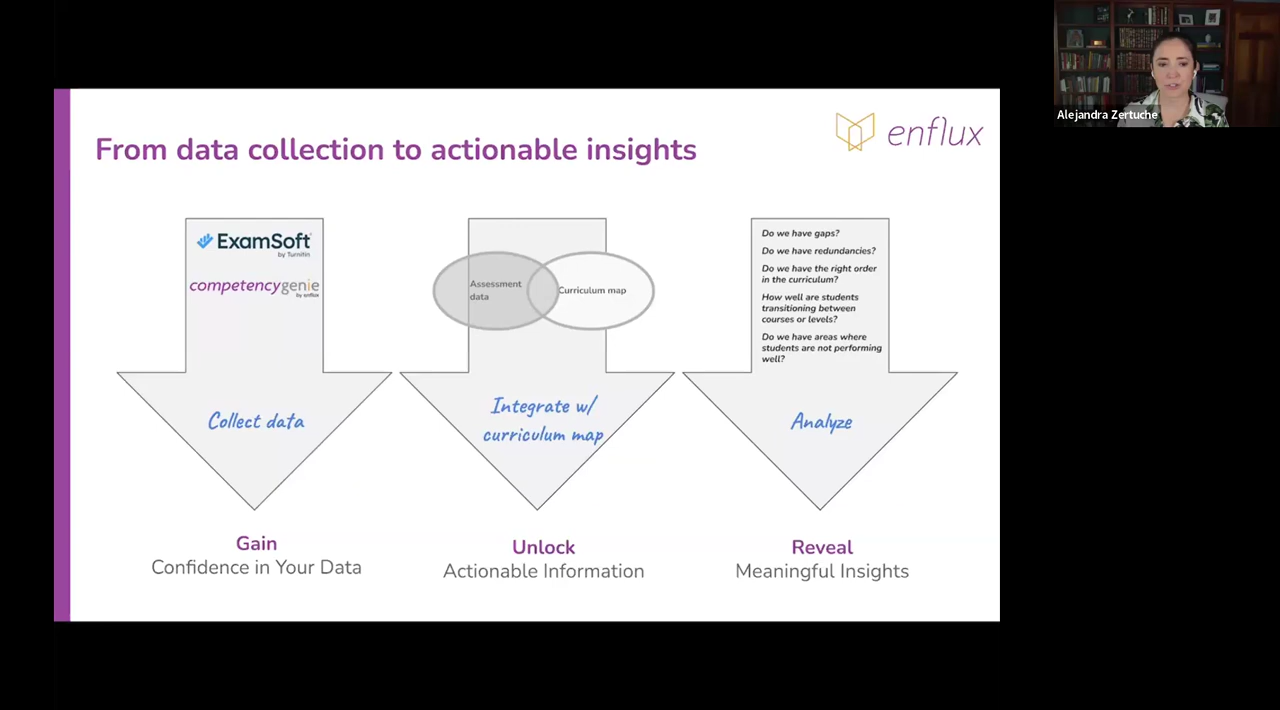 Alejandra Zertuche
From data collection to actionable insights
enflux
ExamSoft
by Turnitin
competencygenie
by enflux
Collect data
Gain
Confidence in Your Data
Assessment
data
Curriculum map
Integrate w/
curriculum map
Unlock
Actionable Information
Do we have gaps?
Do we have redundancies?
Do we have the right order
in the curriculum?
How well are students
transitioning between
courses or levels?
Do we have areas where
students are not performing
well?
Analyze
Reveal
Meaningful Insights